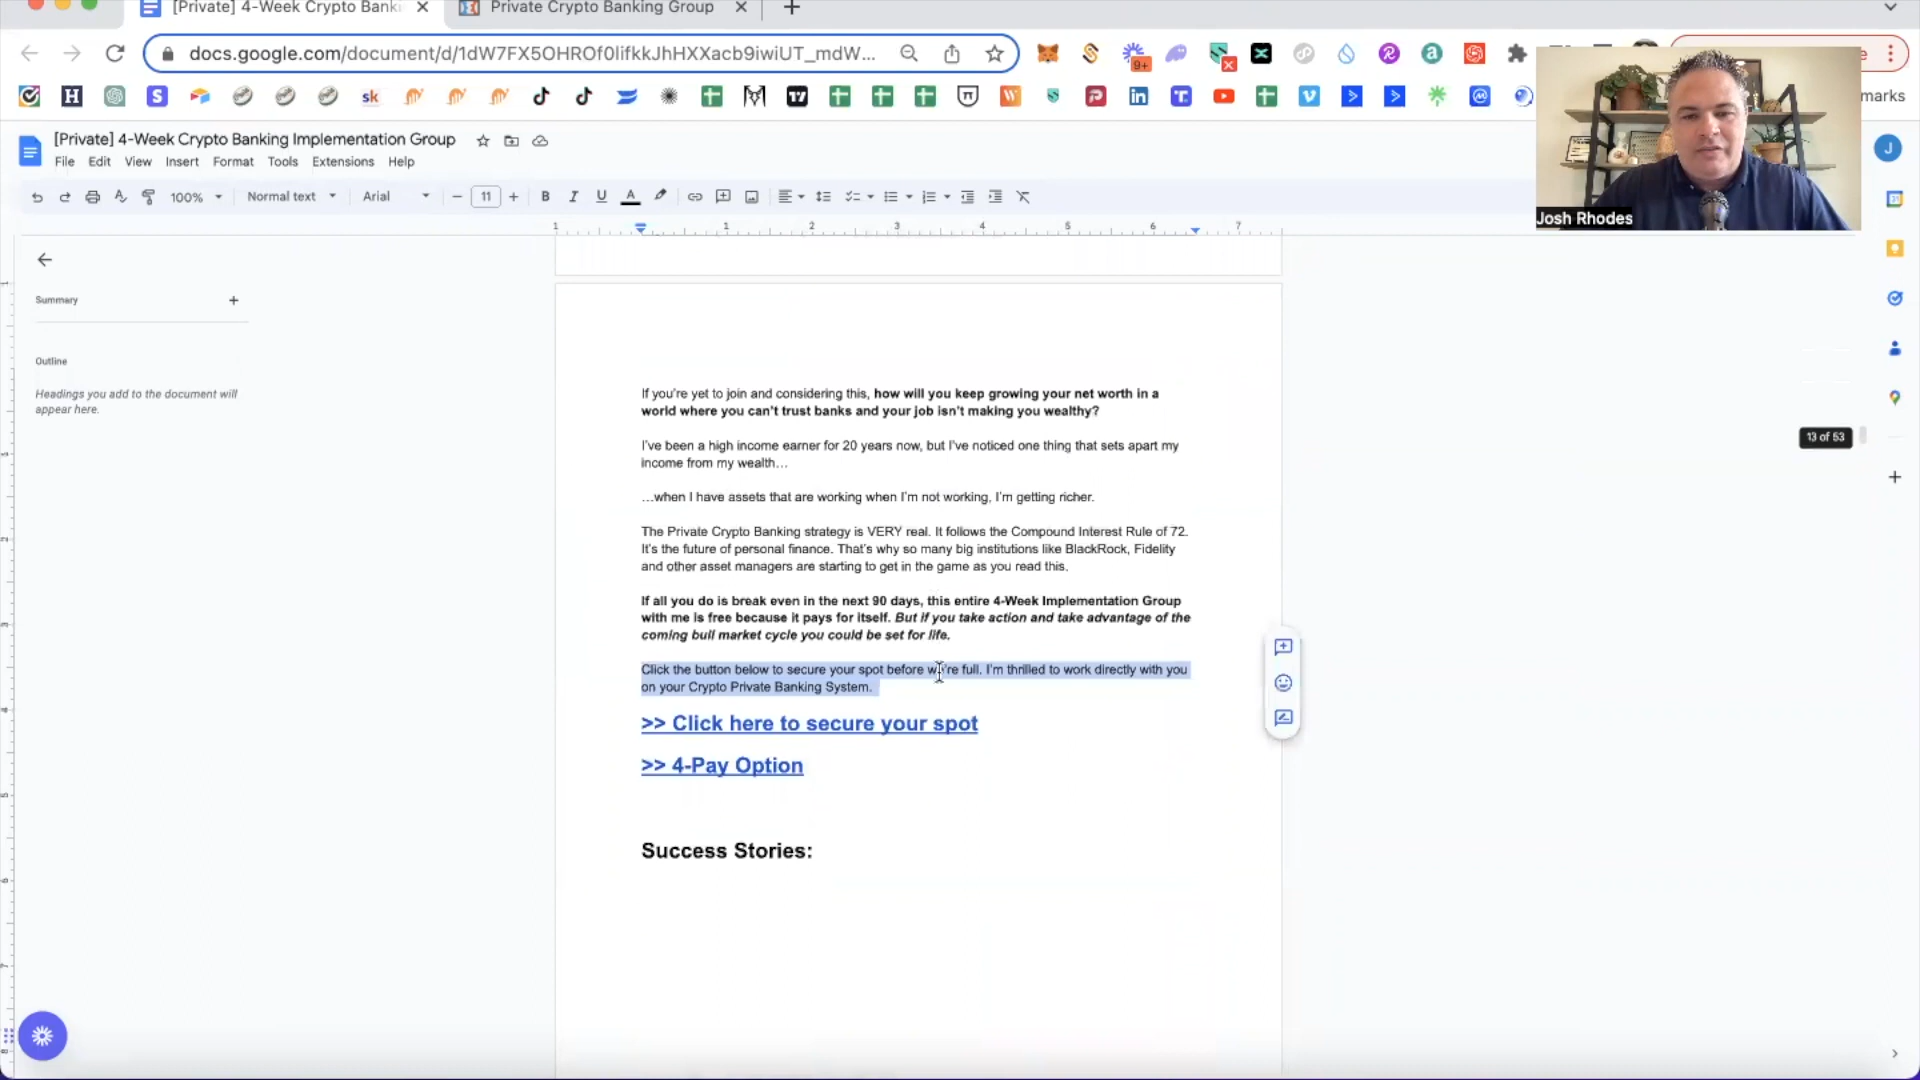 [Private] 4-Week Crypto Banki
Private Crypto Banking Group
docs.google.com/document/d/1dW7FX5OHROf0lifkkJhHXXacb9iwiUT_mdW...
9+
sk
marks
[Private] 4-Week Crypto Banking Implementation Group
File Edit View Insert Format Tools Extensions Help
100% Normal text Arial 11 B I U A
J
Josh Rhodes
1 1 2 3 4 5 6 7
Summary
Outline
Headings you add to the document will
appear here.
If you're yet to join and considering this, how will you keep growing your net worth in a
world where you can't trust banks and your job isn't making you wealthy?
I've been a high income earner for 20 years now, but I've noticed one thing that sets apart my
income from my wealth…
…when I have assets that are working when I'm not working, I'm getting richer.
The Private Crypto Banking strategy is VERY real. It follows the Compound Interest Rule of 72.
It's the future of personal finance. That's why so many big institutions like BlackRock, Fidelity
and other asset managers are starting to get in the game as you read this.
If all you do is break even in the next 90 days, this entire 4-Week Implementation Group
with me is free because it pays for itself. But if you take action and take advantage of the
coming bull market cycle you could be set for life.
Click the button below to secure your spot before we're full. I'm thrilled to work directly with you
on your Crypto Private Banking System.
>> Click here to secure your spot
>> 4-Pay Option
Success Stories:
13 of 53